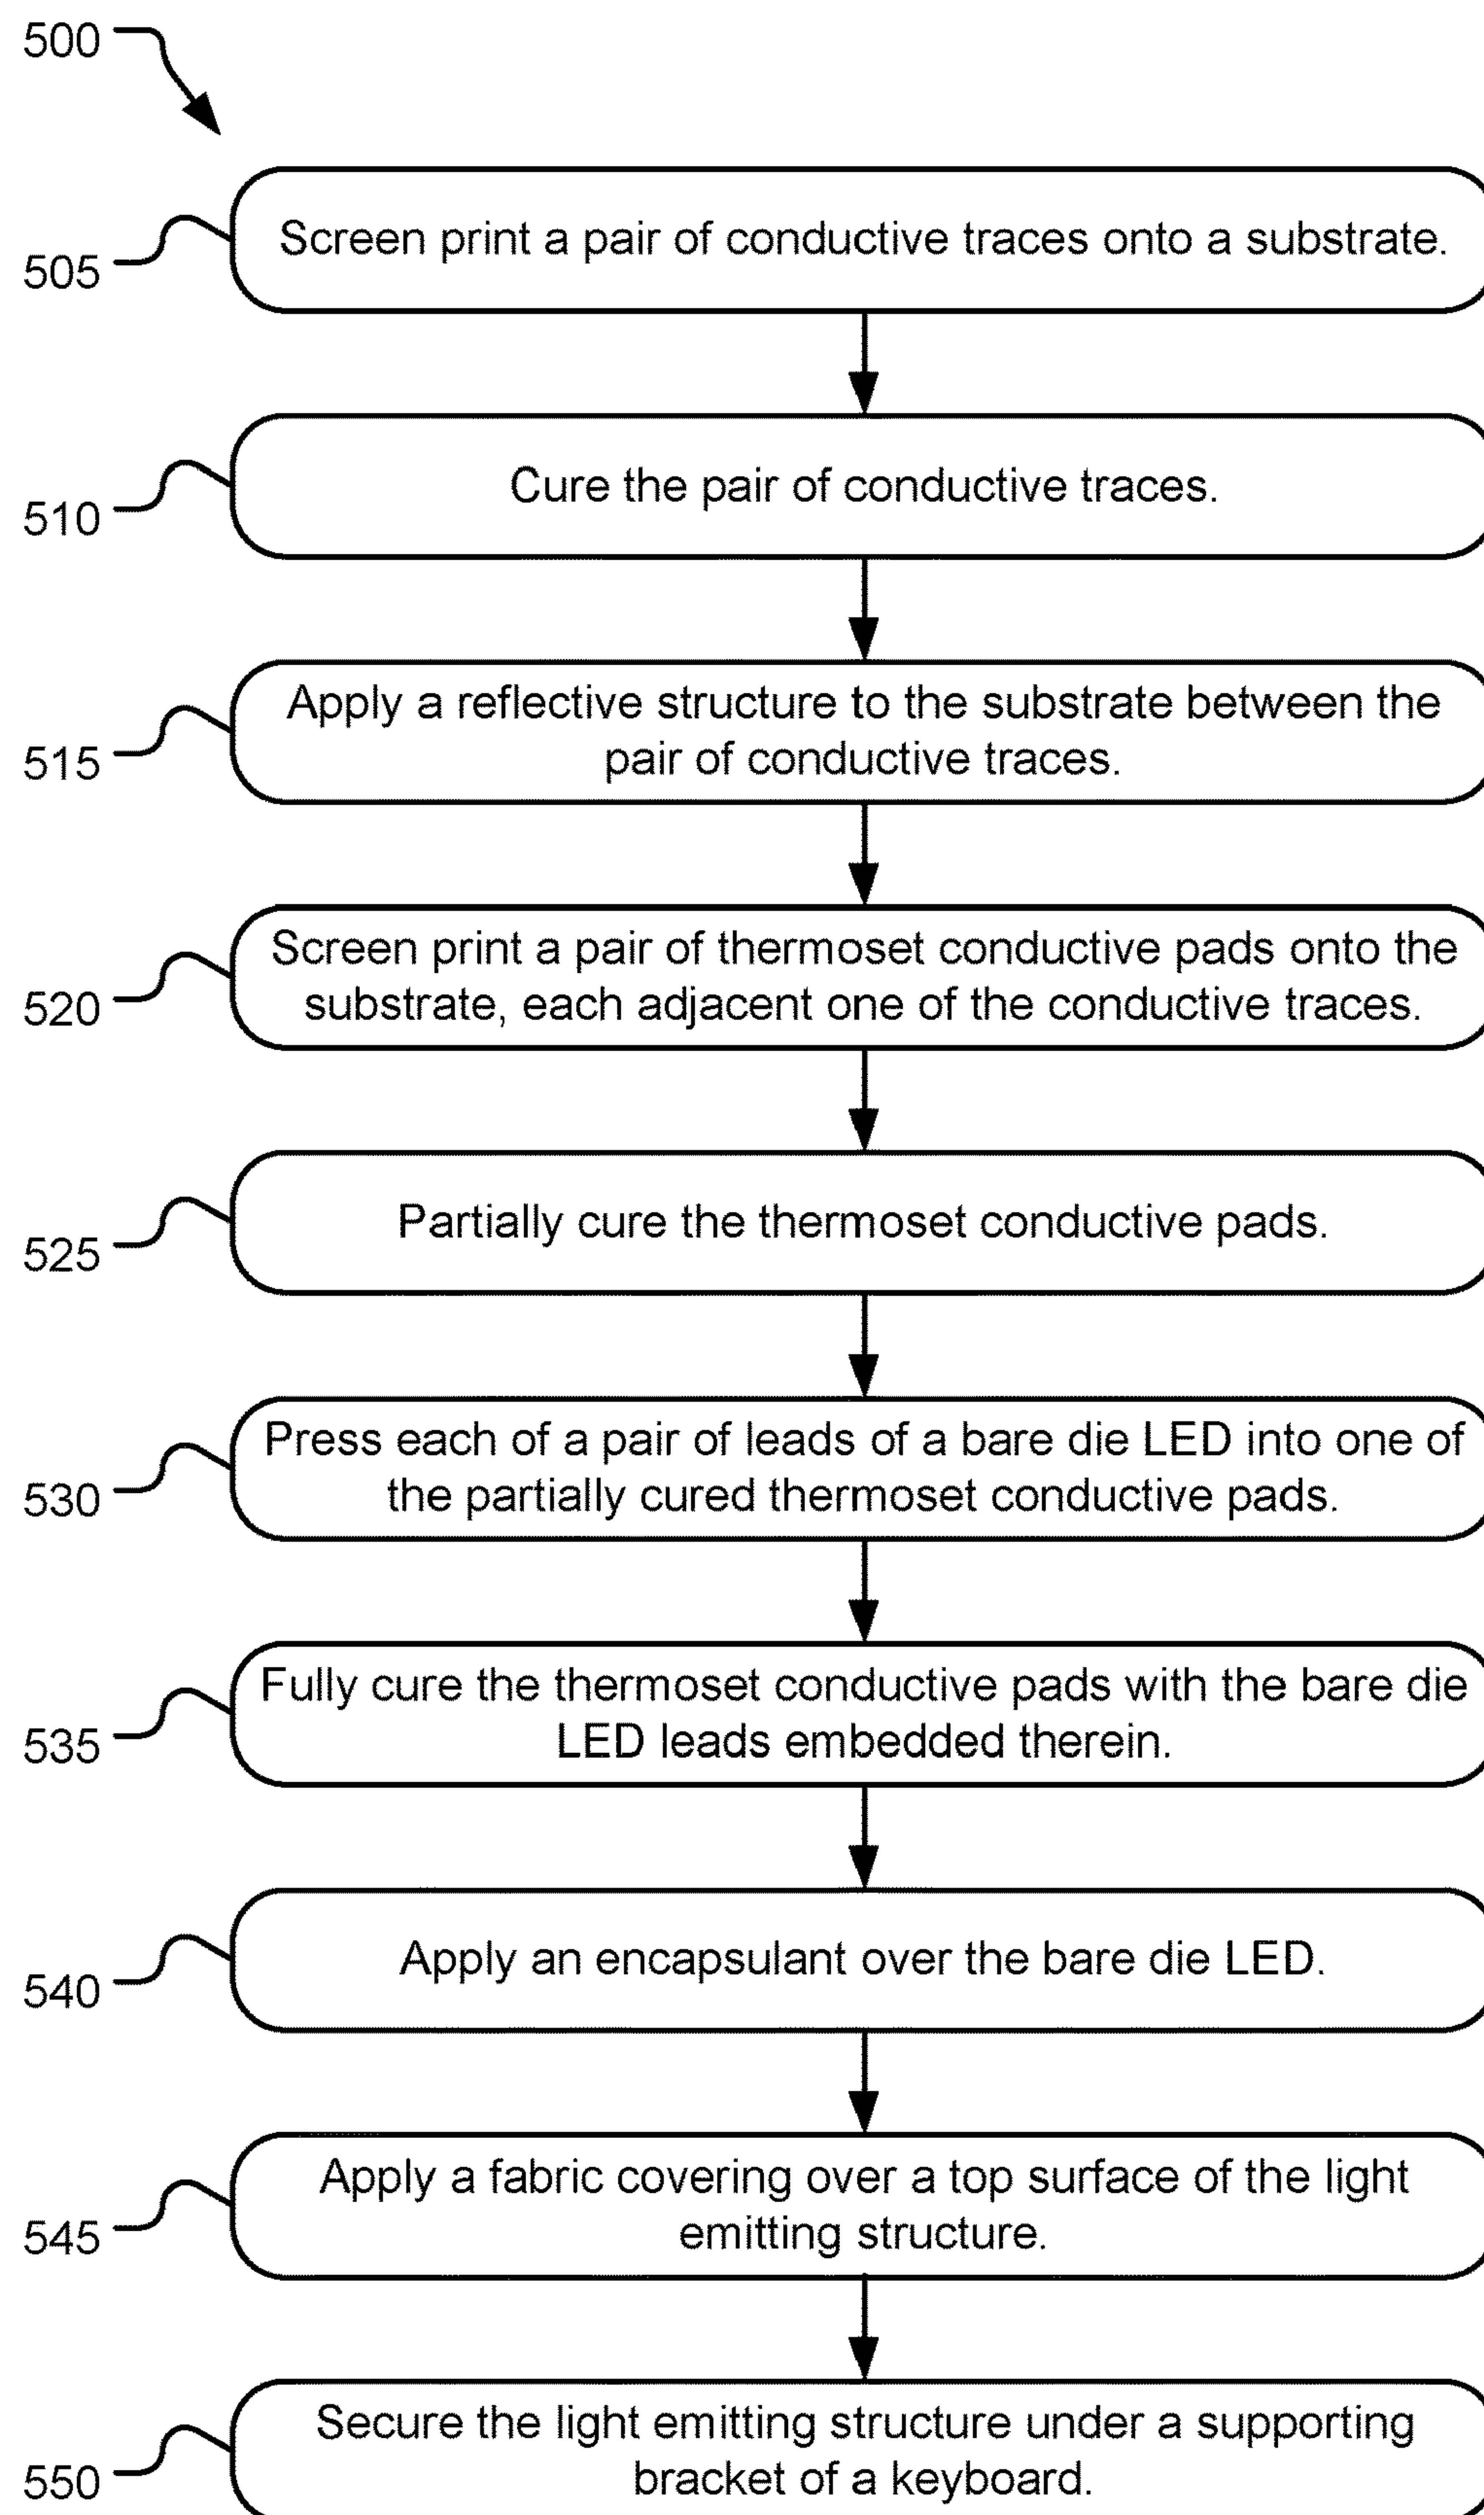 500
505
Screen print a pair of conductive traces onto a substrate.
510
Cure the pair of conductive traces.
515
Apply a reflective structure to the substrate between the
pair of conductive traces.
520
Screen print a pair of thermoset conductive pads onto the
substrate, each adjacent one of the conductive traces.
525
Partially cure the thermoset conductive pads.
530
Press each of a pair of leads of a bare die LED into one of
the partially cured thermoset conductive pads.
535
Fully cure the thermoset conductive pads with the bare die
LED leads embedded therein.
540
Apply an encapsulant over the bare die LED.
545
Apply a fabric covering over a top surface of the light
emitting structure.
550
Secure the light emitting structure under a supporting
bracket of a keyboard.